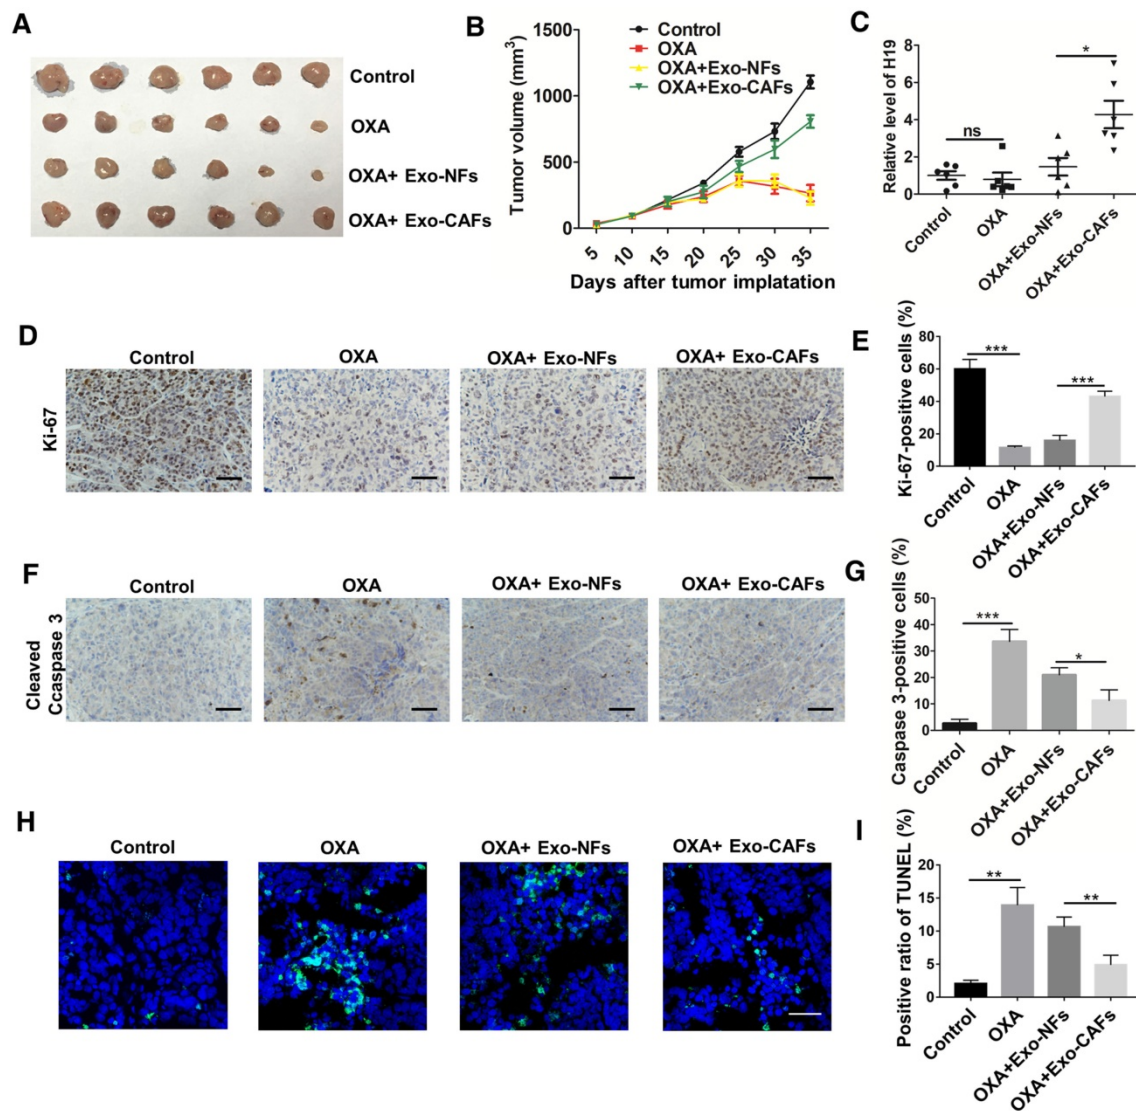 A
Control
OXA
OXA+ Exo-NFs
OXA+ Exo-CAFs
B
Tumor volume (mm3)
1500
1000
500
0
5
10
15
20
25
30
35
Days after tumor implatation
Control
OXA
OXA+Exo-NFs
OXA+Exo-CAFs
C
Relative level of H19
8
6
4
2
0
ns
*
Control
OXA
OXA+Exo-NFs
OXA+Exo-CAFs
D
Control
OXA
OXA+ Exo-NFs
OXA+ Exo-CAFs
Ki-67
E
Ki-67-positive cells (%)
80
60
40
20
0
***
***
Control
OXA
OXA+Exo-NFs
OXA+Exo-CAFs
F
Control
OXA
OXA+ Exo-NFs
OXA+ Exo-CAFs
Cleaved
Ccaspase 3
G
Caspase 3-positive cells (%)
50
40
30
20
10
0
***
*
Control
OXA
OXA+Exo-NFs
OXA+Exo-CAFs
H
Control
OXA
OXA+ Exo-NFs
OXA+ Exo-CAFs
I
Positive ratio of TUNEL (%)
20
15
10
5
0
**
**
Control
OXA
OXA+Exo-NFs
OXA+Exo-CAFs